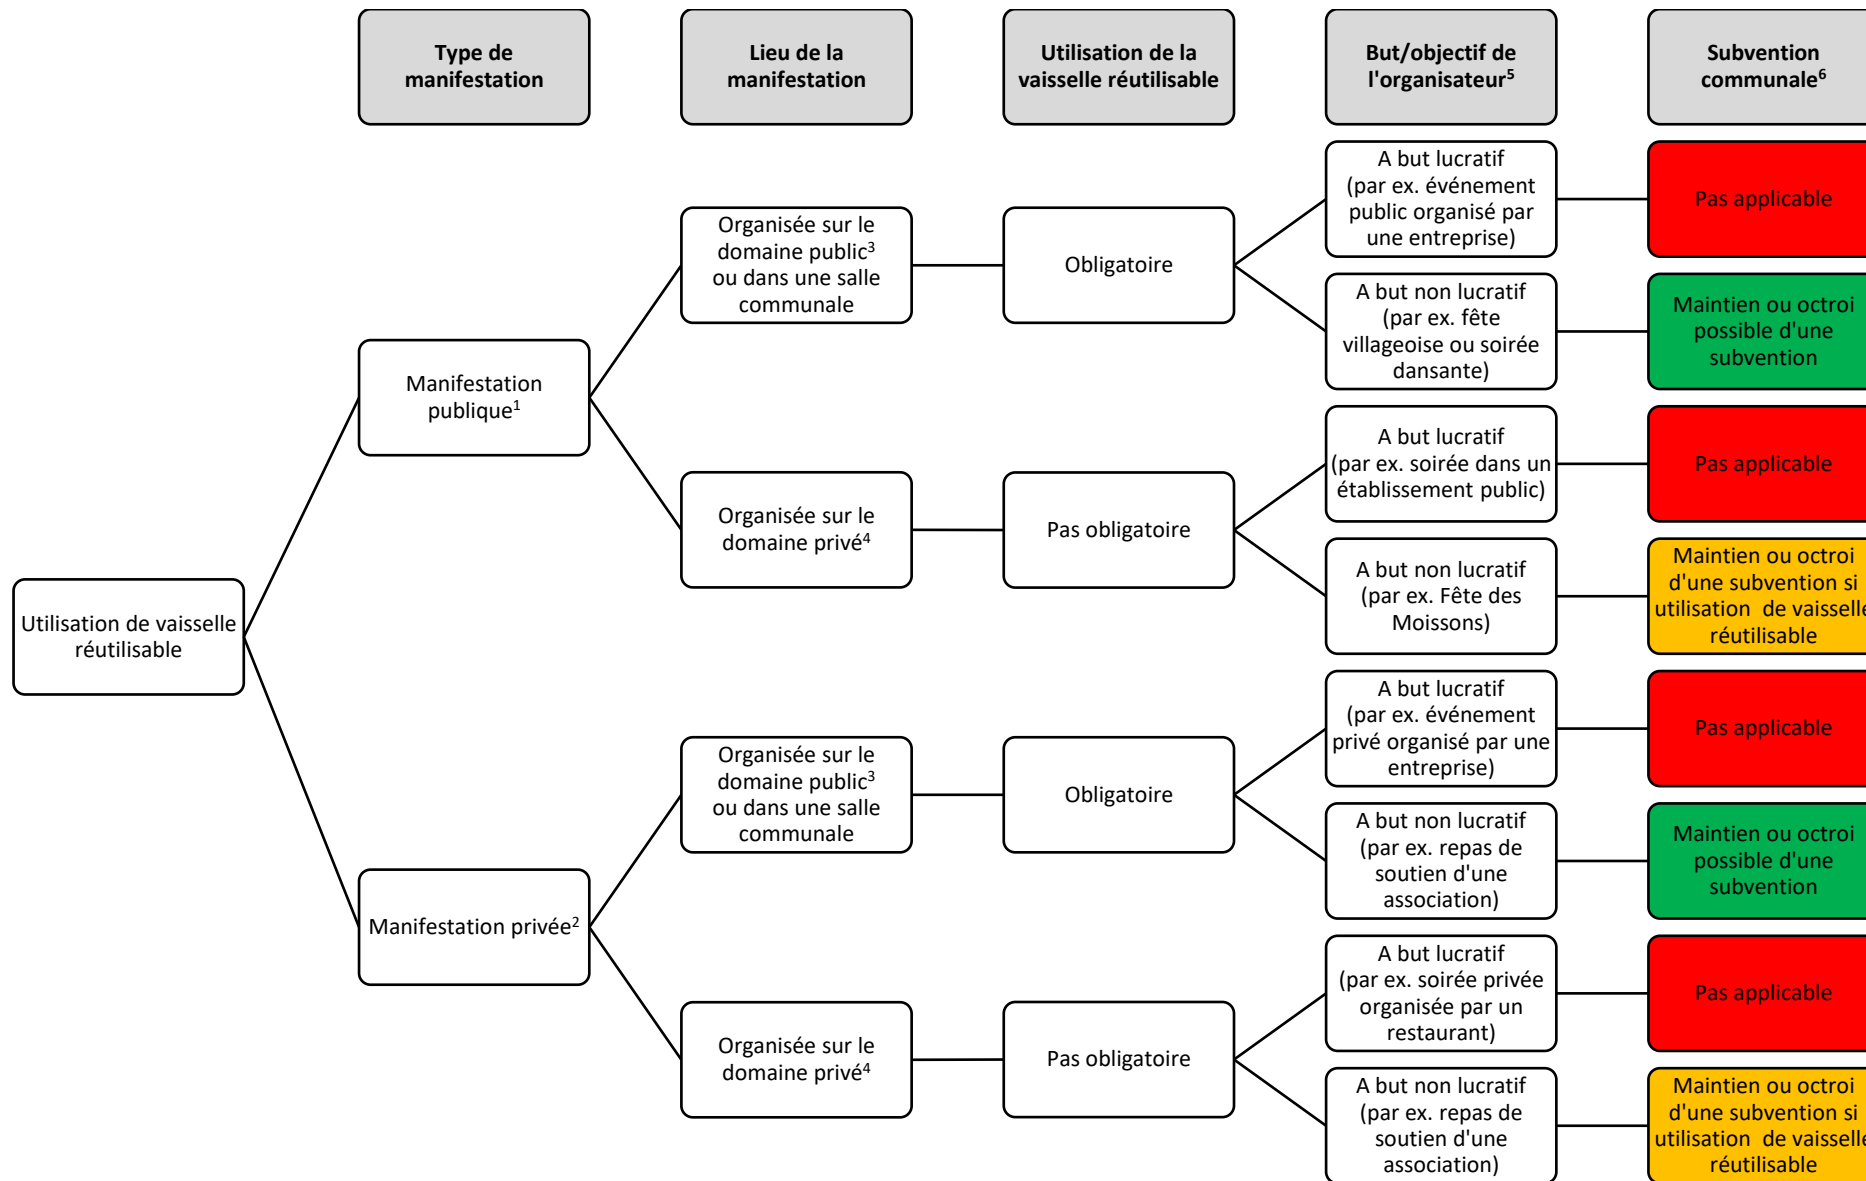 Type de
manifestation
Lieu de la
manifestation
Utilisation de la
vaisselle réutilisable
But/objectif de
l'organisateur⁵
Subvention
communale⁶
Utilisation de vaisselle
réutilisable
Manifestation
publique¹
Organisée sur le
domaine public³
ou dans une salle
communale
Obligatoire
A but lucratif
(par ex. événement
public organisé par
une entreprise)
Pas applicable
A but non lucratif
(par ex. fête
villageoise ou soirée
dansante)
Maintien ou octroi
possible d'une
subvention
Organisée sur le
domaine privé⁴
Pas obligatoire
A but lucratif
(par ex. soirée dans un
établissement public)
Pas applicable
A but non lucratif
(par ex. Fête des
Moissons)
Maintien ou octroi
d'une subvention si
utilisation de vaisselle
réutilisable
Manifestation privée²
Organisée sur le
domaine public³
ou dans une salle
communale
Obligatoire
A but lucratif
(par ex. événement
privé organisé par une
entreprise)
Pas applicable
A but non lucratif
(par ex. repas de
soutien d'une
association)
Maintien ou octroi
possible d'une
subvention
Organisée sur le
domaine privé⁴
Pas obligatoire
A but lucratif
(par ex. soirée privée
organisée par un
restaurant)
Pas applicable
A but non lucratif
(par ex. repas de
soutien d'une
association)
Maintien ou octroi
d'une subvention si
utilisation de vaisselle
réutilisable